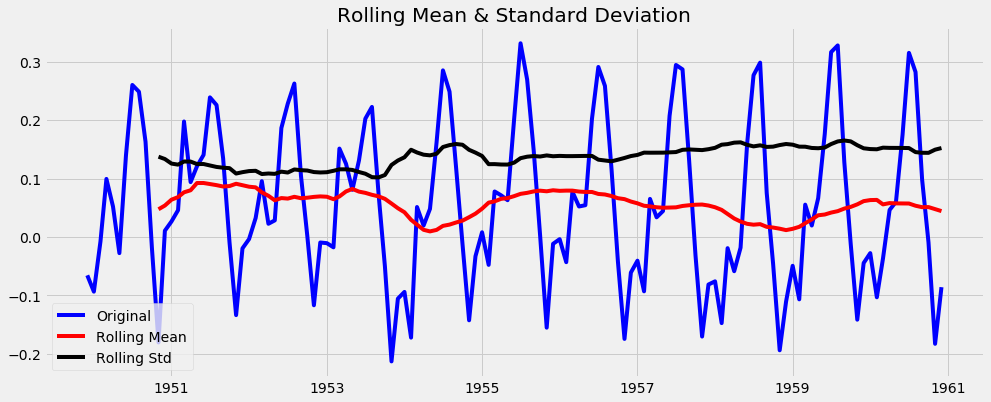 Rolling Mean & Standard Deviation
0.3
0.2
0.1
0.0
−0.1
−0.2
Original
Rolling Mean
Rolling Std
1951 1953 1955 1957 1959 1961